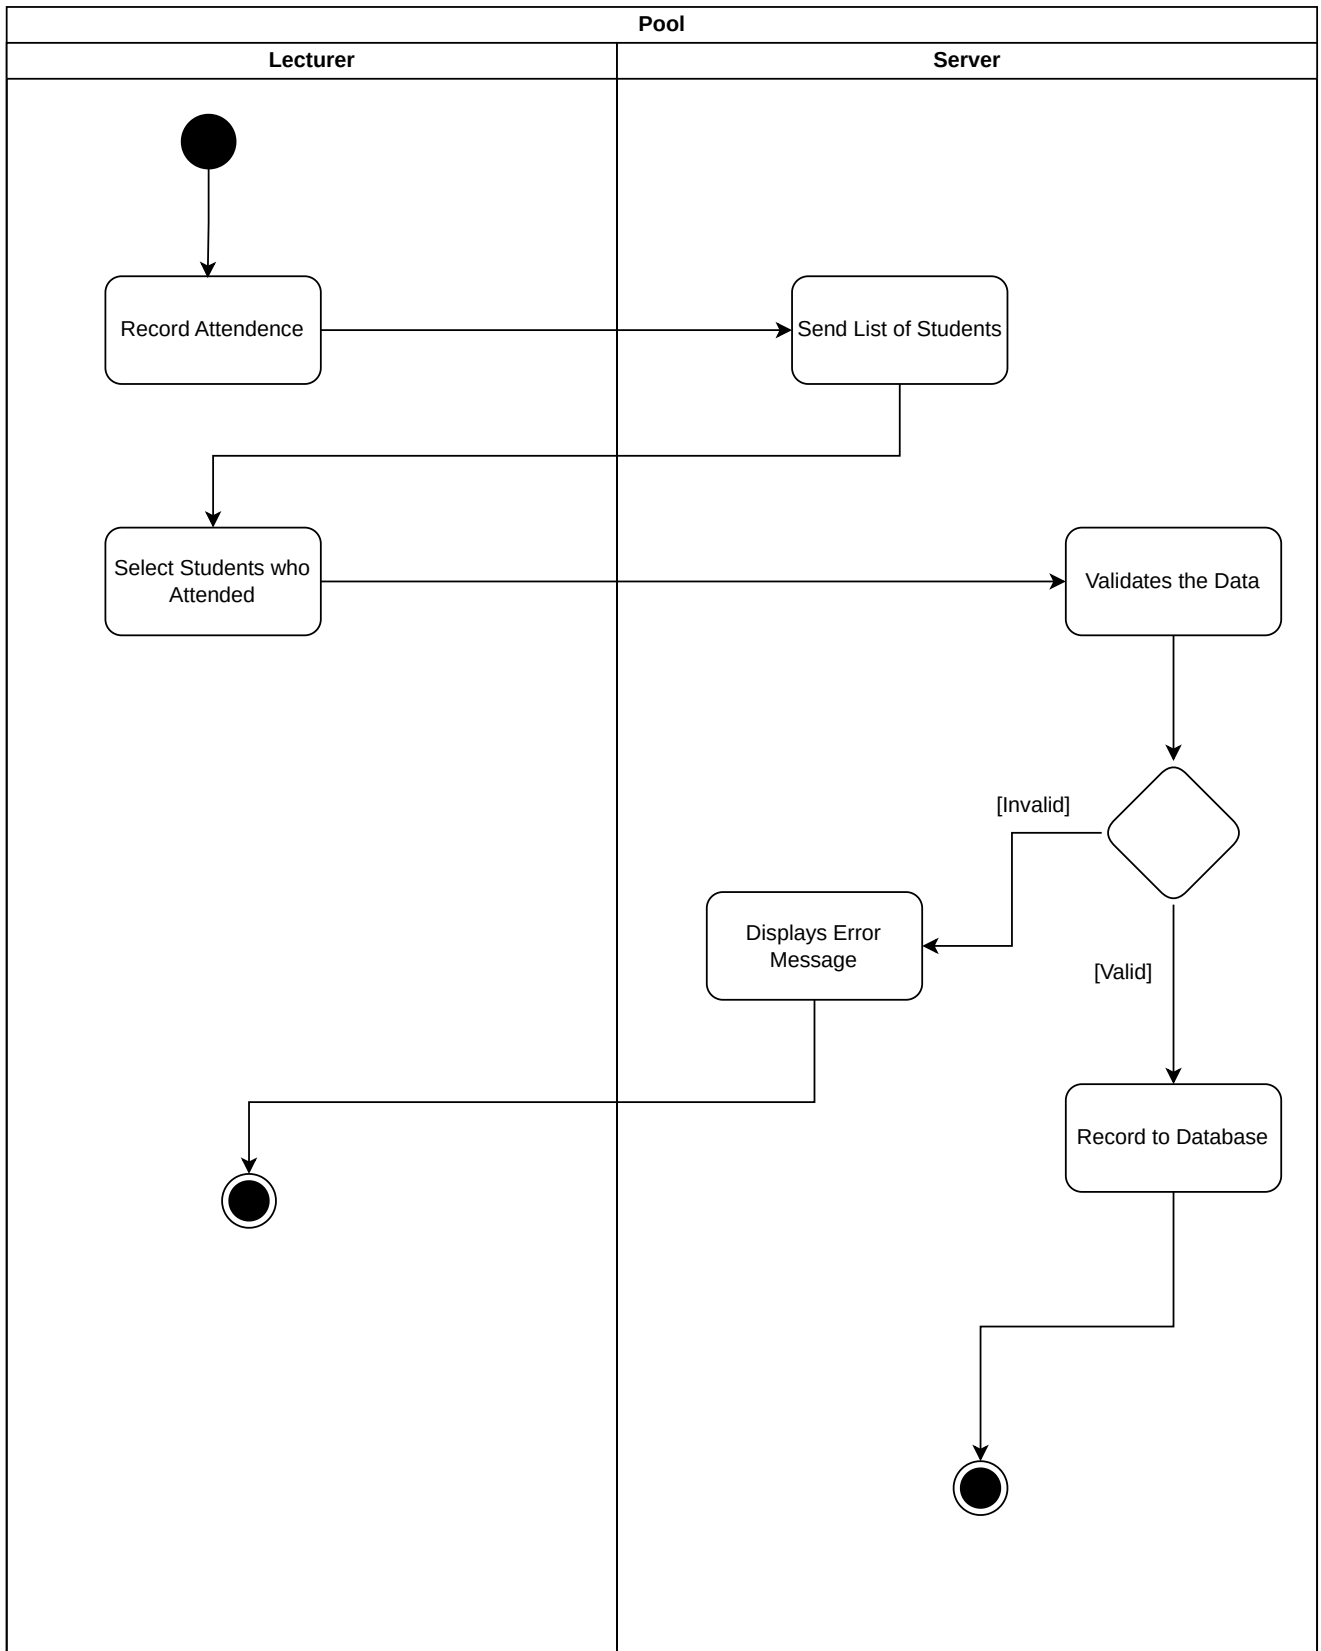 Pool
Lecturer
Server
Record Attendence
Send List of Students
Select Students who
Attended
Validates the Data
[Invalid]
Displays Error
Message
[Valid]
Record to Database